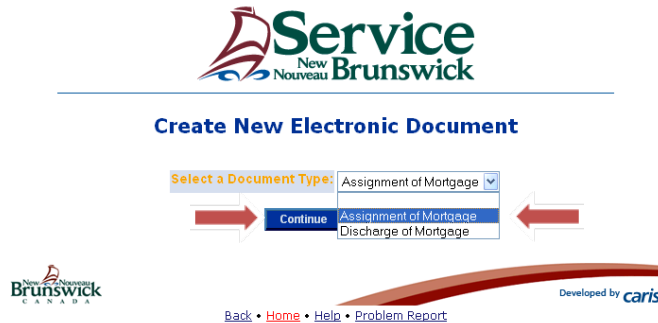 Service
New
Nouveau Brunswick
Create New Electronic Document
Select a Document Type: Assignment of Mortgage
Continue Assignment of Mortgage
Discharge of Mortgage
New Nouveau
Brunswick
CANADA
Developed by caris
Back • Home • Help • Problem Report